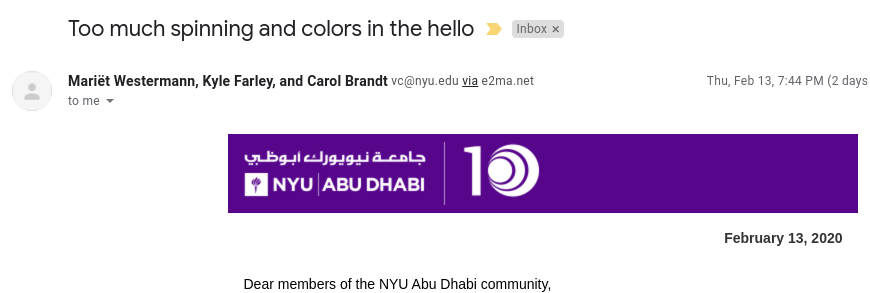 Too much spinning and colors in the hello Inbox ×
Mariët Westermann, Kyle Farley, and Carol Brandt vc@nyu.edu via e2ma.net Thu, Feb 13, 7:44 PM (2 days
to me
جامعة نيويورك أبوظبي
NYU ABU DHABI
10
February 13, 2020
Dear members of the NYU Abu Dhabi community,